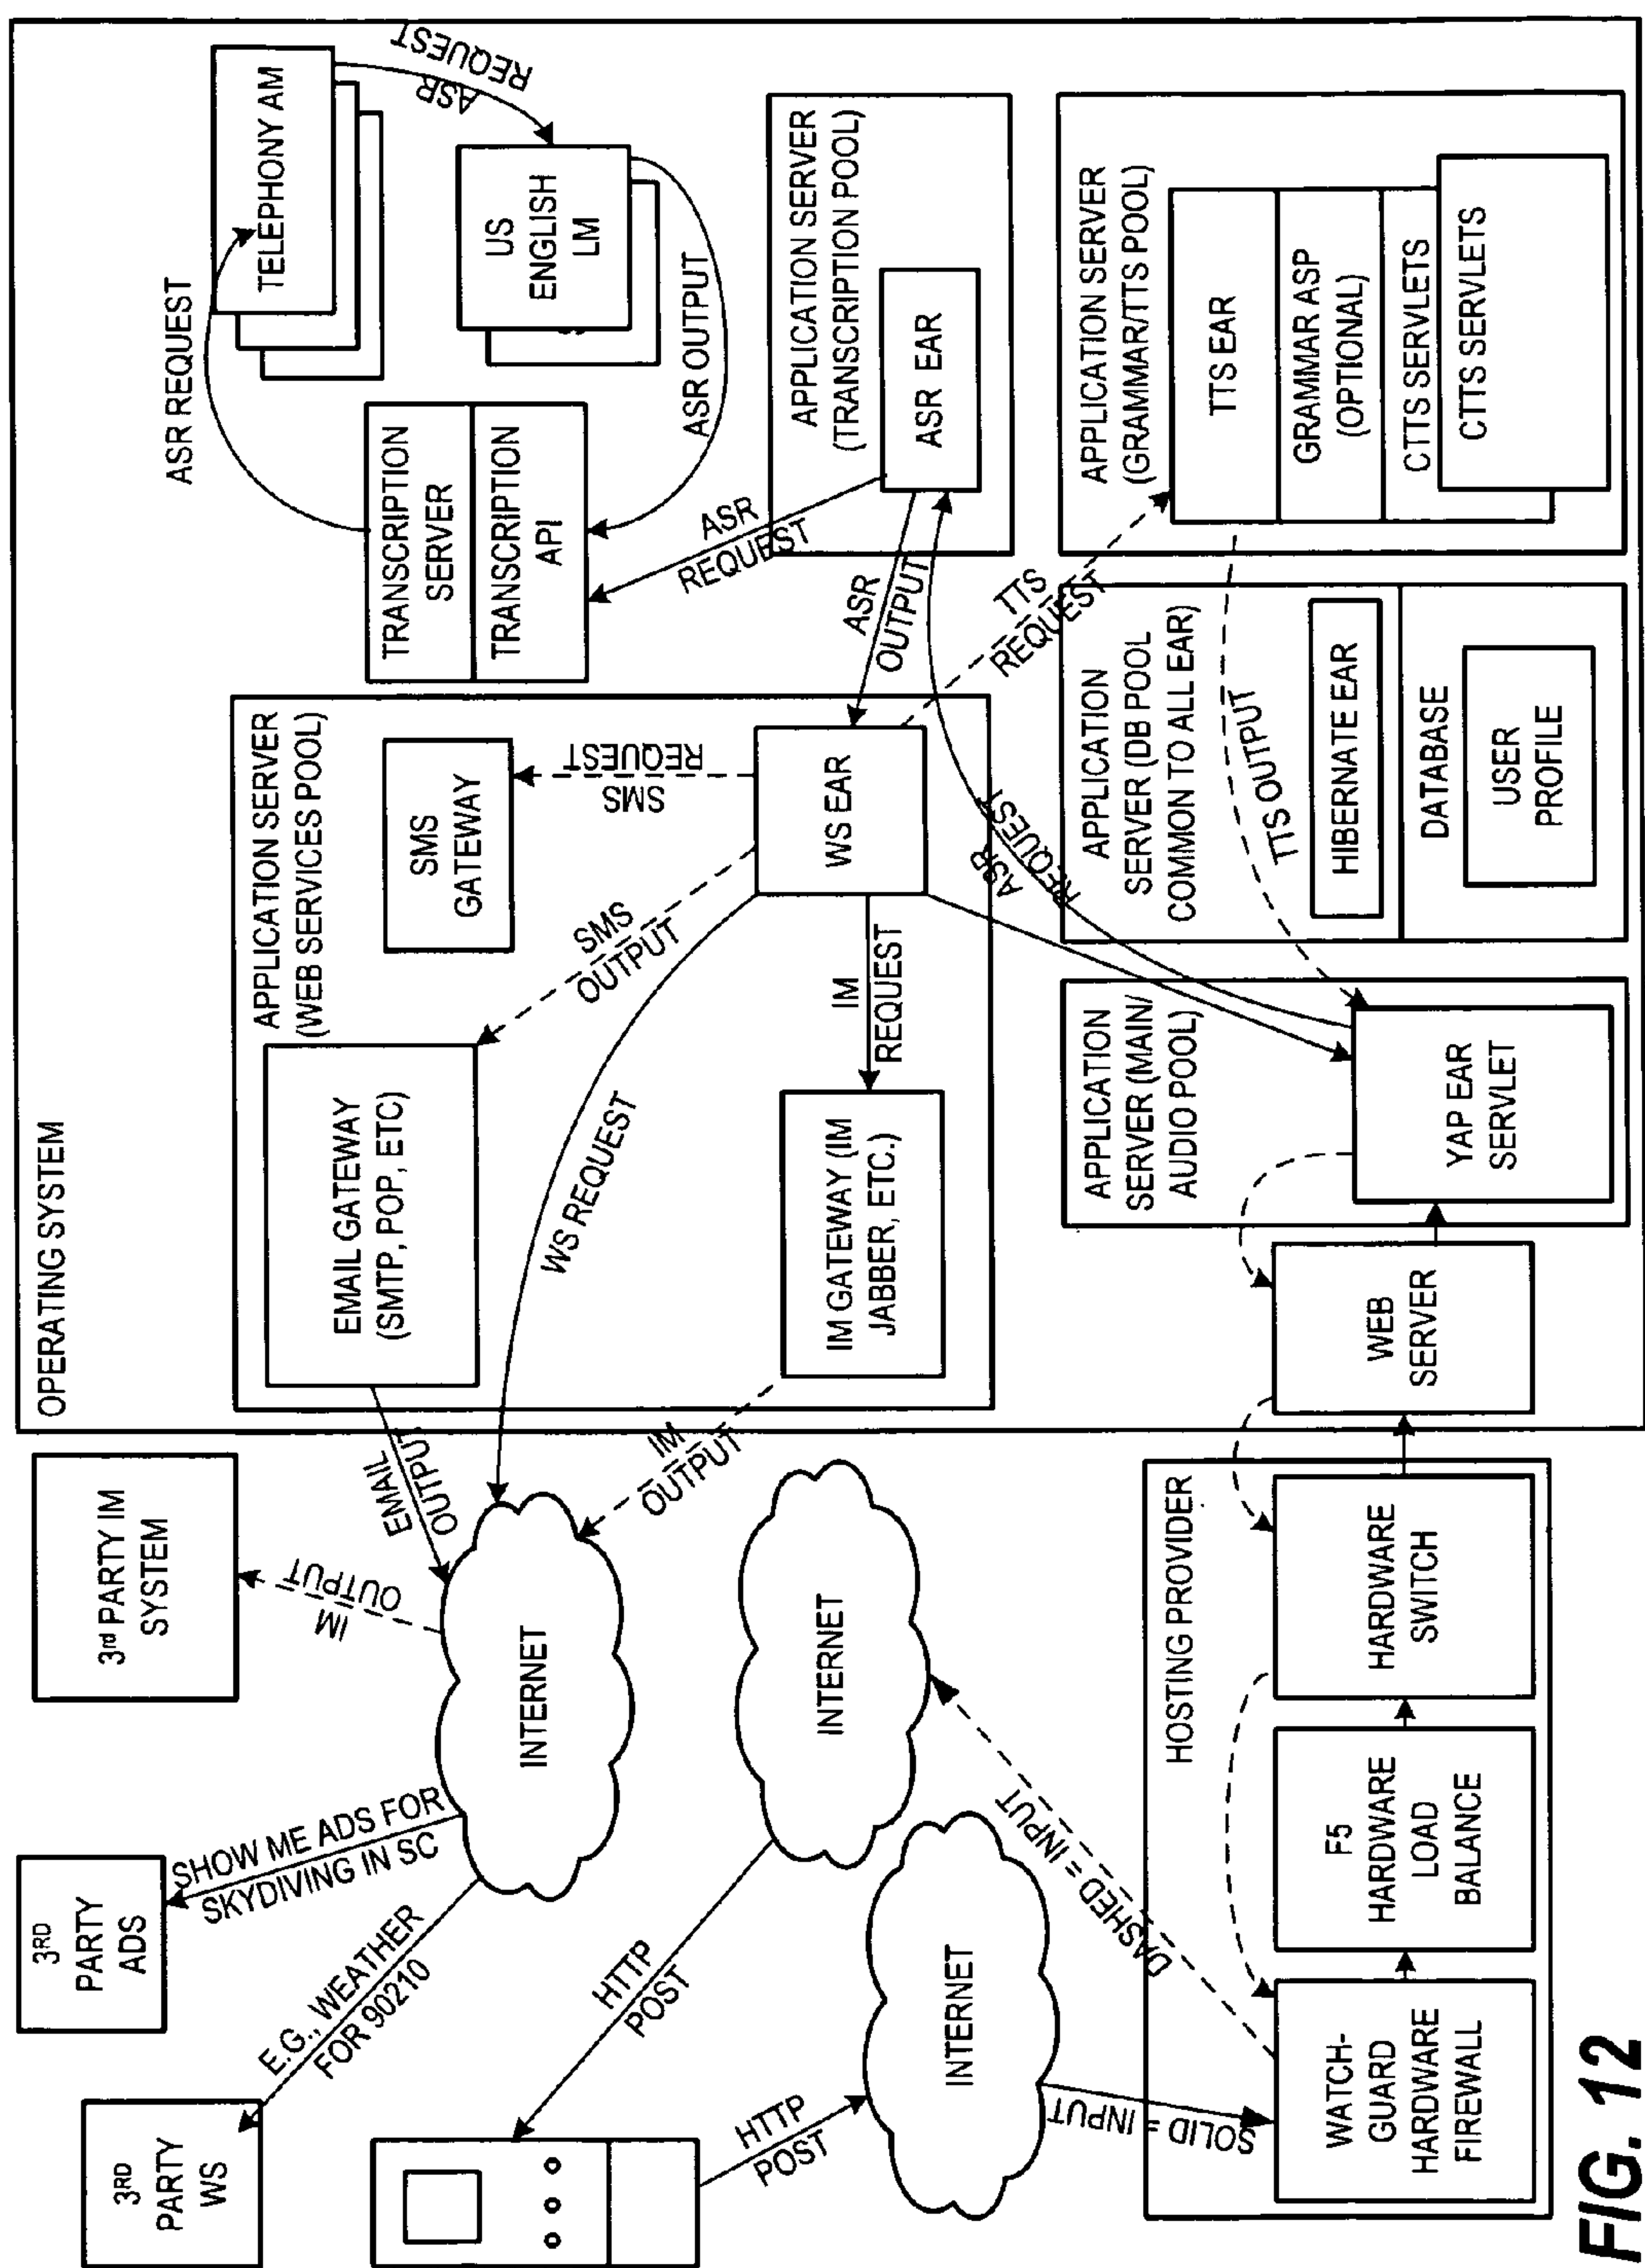 OPERATING SYSTEM
3RD
PARTY
WS
3RD
PARTY
ADS
3rd PARTY IM
SYSTEM
E.G., WEATHER
FOR 90210
SHOW ME ADS FOR
SKYDIVING IN SC
IM
OUTPUT
EMAIL
OUTPUT
INTERNET
IM
OUTPUT
WS REQUEST
APPLICATION SERVER
(WEB SERVICES POOL)
EMAIL GATEWAY
(SMTP, POP, ETC)
SMS
GATEWAY
SMS
OUTPUT
SMS
REQUEST
IM
REQUEST
IM GATEWAY (IM
JABBER, ETC.)
WS EAR
ASR REQUEST
TELEPHONY AM
ASR
REQUEST
TRANSCRIPTION
SERVER
TRANSCRIPTION
API
US
ENGLISH
LM
ASR OUTPUT
ASR
REQUEST
APPLICATION SERVER
(TRANSCRIPTION POOL)
ASR EAR
ASR
OUTPUT
TTS
REQUEST
ASR
REQUEST
HTTP
POST
INTERNET
HTTP
POST
INTERNET
SOLID = INPUT
DASHED = INPUT
HOSTING PROVIDER
WATCH-
GUARD
HARDWARE
FIREWALL
F5
HARDWARE
LOAD
BALANCE
HARDWARE
SWITCH
WEB
SERVER
APPLICATION
SERVER (MAIN/
AUDIO POOL)
YAP EAR
SERVLET
APPLICATION
SERVER (DB POOL
COMMON TO ALL EAR)
TTS OUTPUT
HIBERNATE EAR
DATABASE
USER
PROFILE
APPLICATION SERVER
(GRAMMAR/TTS POOL)
TTS EAR
GRAMMAR ASP
(OPTIONAL)
CTTS SERVLETS
CTTS SERVLETS
FIG. 12